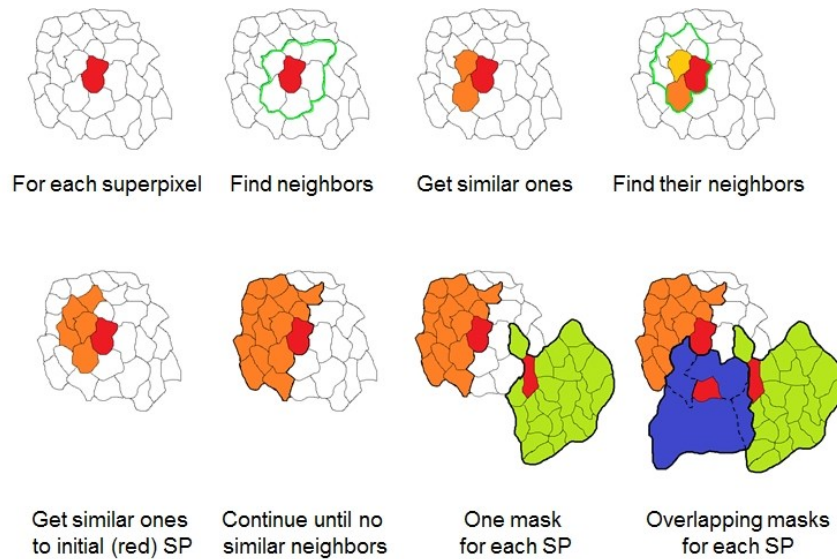 For each superpixel
Find neighbors
Get similar ones
Find their neighbors
Get similar ones
to initial (red) SP
Continue until no
similar neighbors
One mask
for each SP
Overlapping masks
for each SP